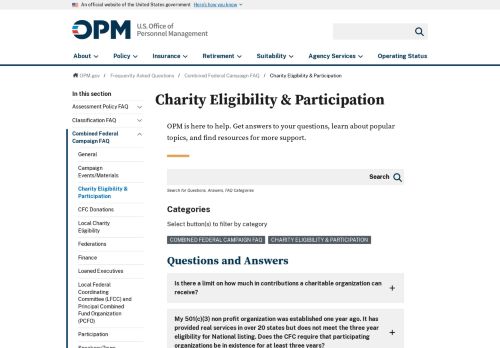 An official website of the United States government Here's how you know
OPM U.S. Office of
Personnel Management
About Policy Insurance Retirement Suitability Agency Services Operating Status
OPM.gov / Frequently Asked Questions / Combined Federal Campaign FAQ / Charity Eligibility & Participation
In this section
Assessment Policy FAQ
Classification FAQ
Combined Federal
Campaign FAQ
General
Campaign
Events/Materials
Charity Eligibility &
Participation
CFC Donations
Local Charity
Eligibility
Federations
Finance
Loaned Executives
Local Federal
Coordinating
Committee (LFCC) and
Principal Combined
Fund Organization
(PCFO)
Participation
Charity Eligibility & Participation
OPM is here to help. Get answers to your questions, learn about popular
topics, and find resources for more support.
Search
Search for Questions, Answers, FAQ Categories
Categories
Select button(s) to filter by category
COMBINED FEDERAL CAMPAIGN FAQ CHARITY ELIGIBILITY & PARTICIPATION
Questions and Answers
Is there a limit on how much in contributions a charitable organization can
receive?
My 501(c)(3) non profit organization was established one year ago. It has
provided real services in over 20 states but does not meet the three year
eligibility for National listing. Does the CFC require that participating
organizations be in existence for at least three years?